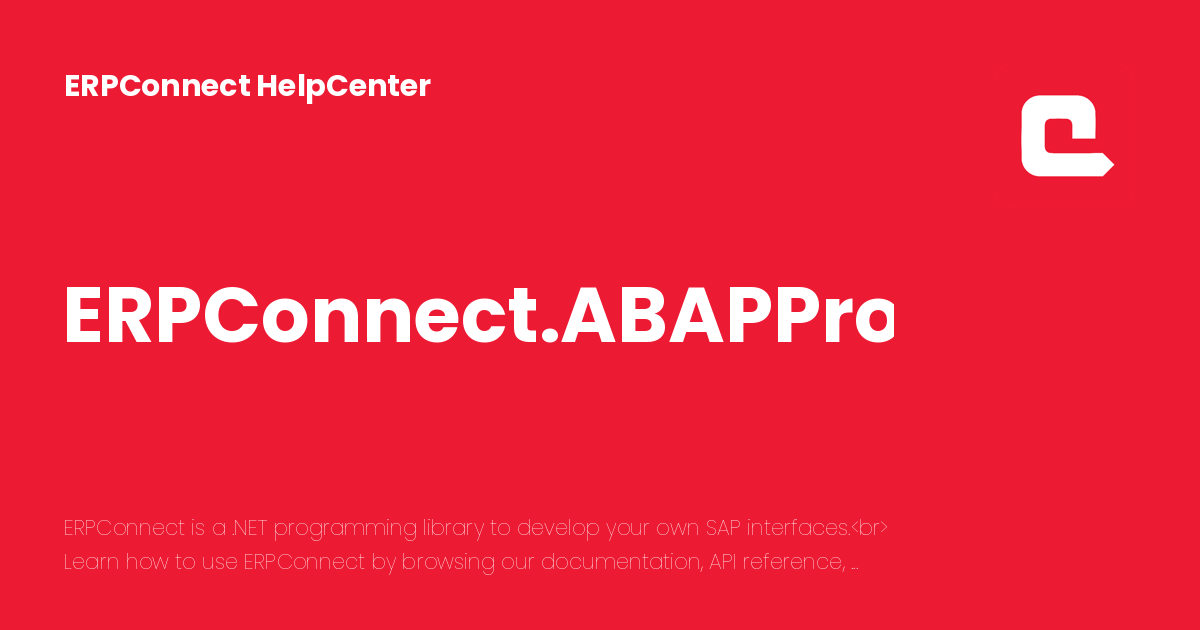 ERPConnect HelpCenter
ERPConnect.ABAPPro
ERPConnect is a .NET programming library to develop your own SAP interfaces.<br>
Learn how to use ERPConnect by browsing our documentation, API reference, ...